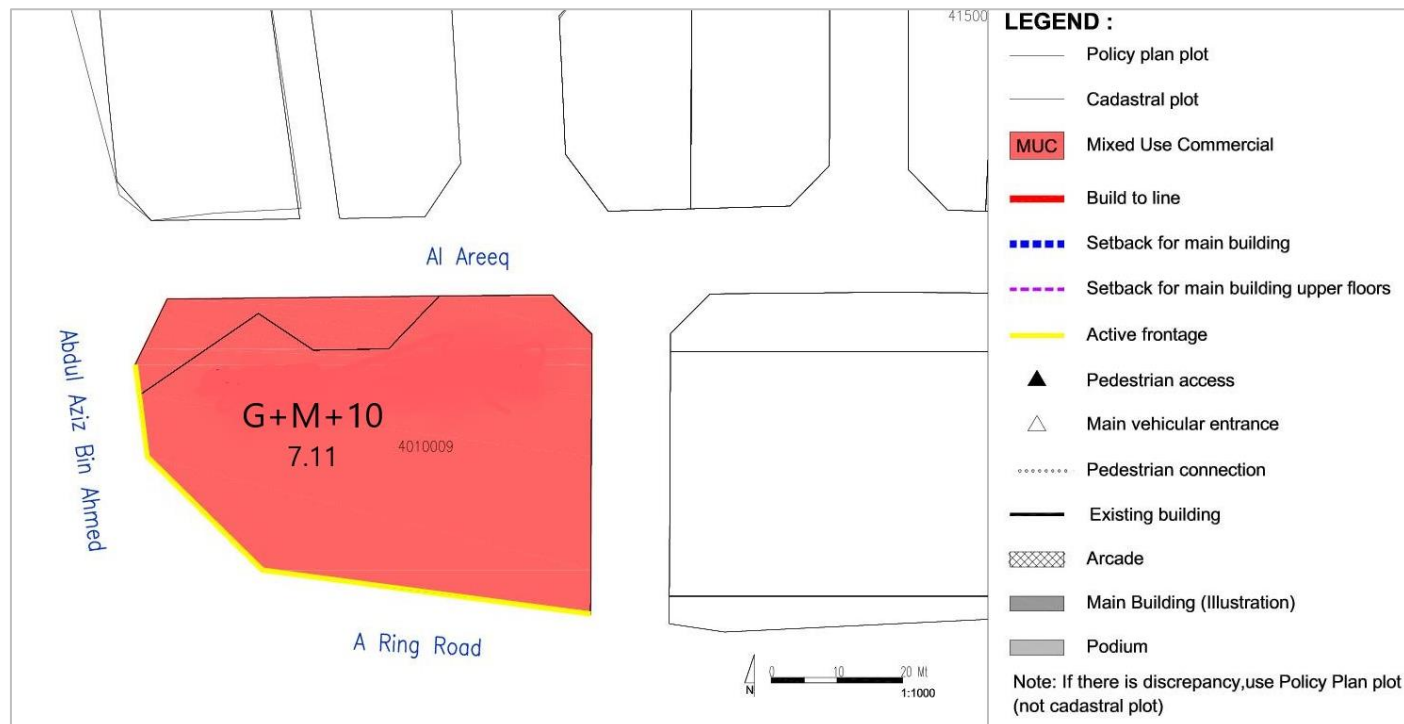 41500
Al Areeq
Abdul Aziz Bin Ahmed
G+M+10
7.11
4010009
A Ring Road
N
0 10 20 Mt
1:1000
LEGEND :
Policy plan plot
Cadastral plot
MUC Mixed Use Commercial
Build to line
Setback for main building
Setback for main building upper floors
Active frontage
Pedestrian access
Main vehicular entrance
Pedestrian connection
Existing building
Arcade
Main Building (Illustration)
Podium
Note: If there is discrepancy,use Policy Plan plot
(not cadastral plot)